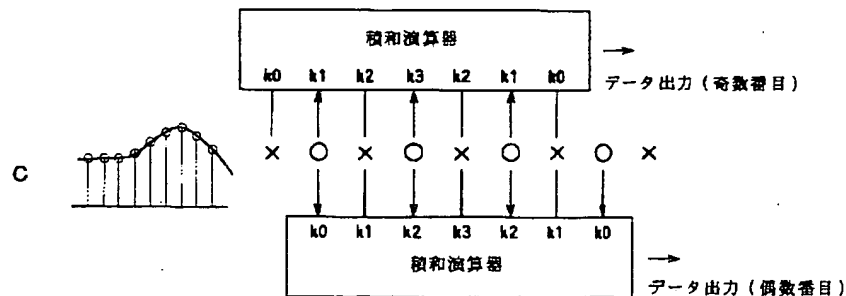 積和演算器
k0 k1 k2 k3 k2 k1 k0
データ出力（奇数番目）
C
× ○ × ○ × ○ × ○ ×
k0 k1 k2 k3 k2 k1 k0
積和演算器
データ出力（偶数番目）